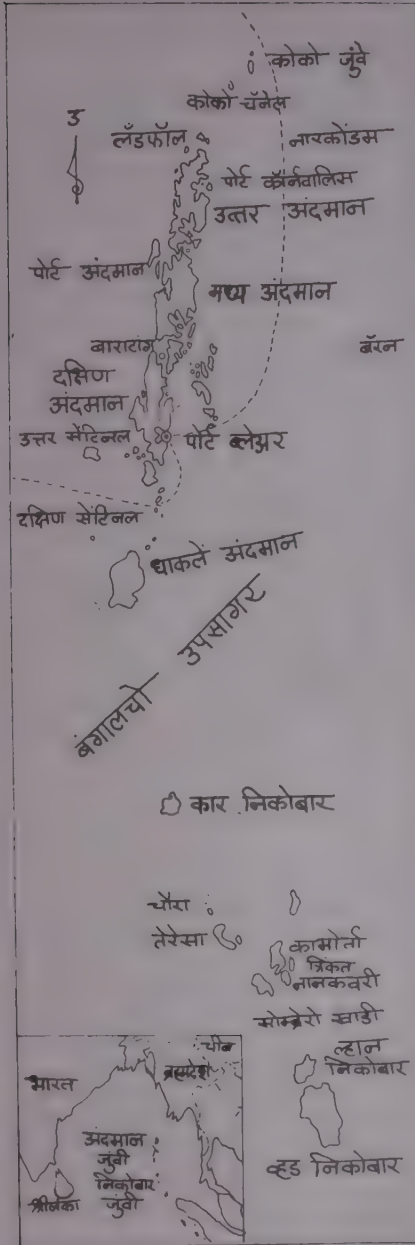 कोको जुंवे
कोको चॅनेल
उ
लँडफॉल
नारकोंडम
पोर्ट कॉर्नवालिस
उत्तर अंदमान
पोर्ट अंदमान
मध्य अंदमान
बाराटांग
बॅरन
दक्षिण
अंदमान
उत्तर सेंटिनल
पोर्ट ब्लेअर
दक्षिण सेंटिनल
धाकलें अंदमान
बंगालचो उपसागर
कार निकोबार
चौरा
तेरेसा
कामोर्ता
त्रिंकत
नानकवरी
सोम्ब्रेरो खाडी
ल्हान
निकोबार
व्हड निकोबार
चीन
ब्रह्मदेश
भारत
अंदमान
जुंवीं
निकोबार
जुंवीं
श्रीलंका